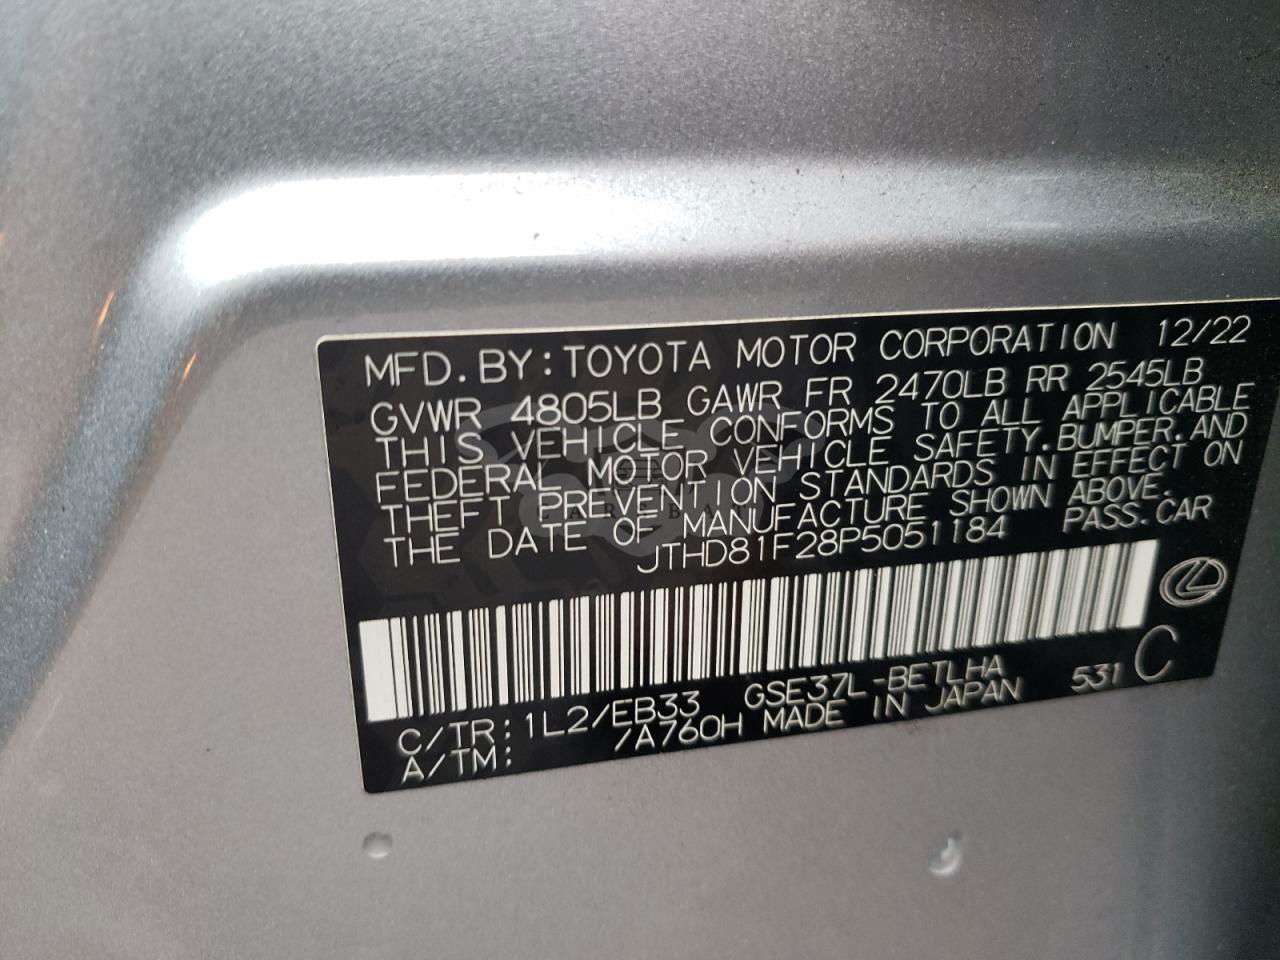 MFD. BY: TOYOTA MOTOR CORPORATION 12/22
GVWR 4805LB GAWR FR 2470LB RR 2545LB
THIS VEHICLE CONFORMS TO ALL APPLICABLE
FEDERAL MOTOR VEHICLE SAFETY, BUMPER, AND
THEFT PREVENTION STANDARDS IN EFFECT ON
THE DATE OF MANUFACTURE SHOWN ABOVE.
JTHD81F28P5051184 PASS. CAR
C/TR: 1L2/EB33 GSE37L-BETLHA 531 C
A/TM: /A760H MADE IN JAPAN